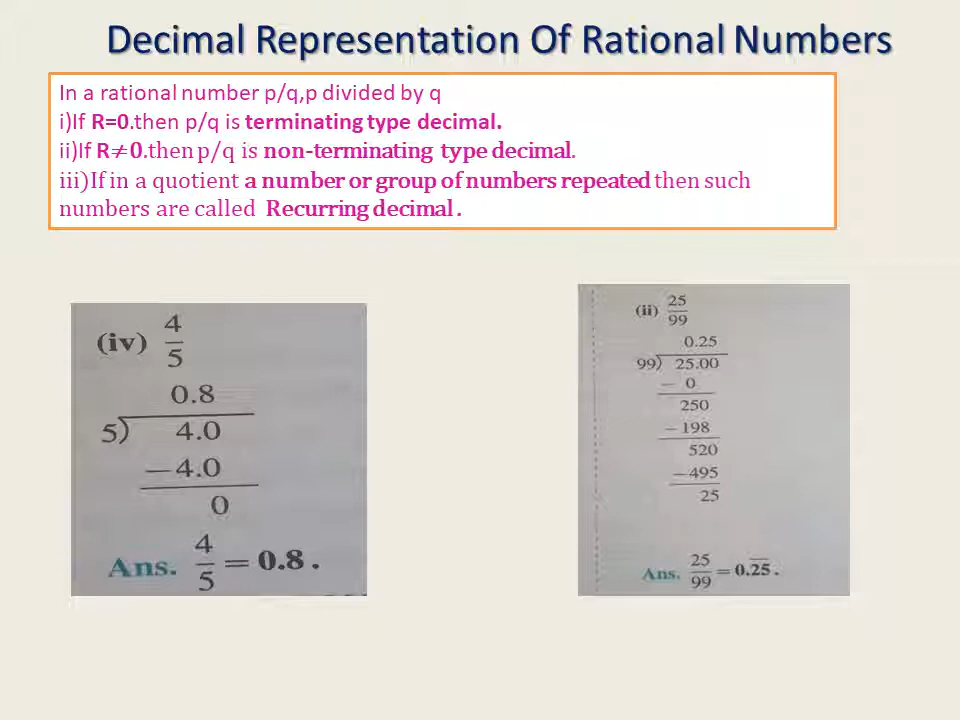 Decimal Representation Of Rational Numbers
In a rational number p/q,p divided by q
i)If R=0.then p/q is terminating type decimal.
ii)If R≠0.then p/q is non-terminating type decimal.
iii)If in a quotient a number or group of numbers repeated then such
numbers are called Recurring decimal .
(iv) 4/5
0.8
5) 4.0
−4.0
0
Ans. 4/5 = 0.8 .
(ii) 25/99
0.25
99) 25.00
− 0
250
−198
520
−495
25
Ans. 25/99 = 0.2̅5̅ .